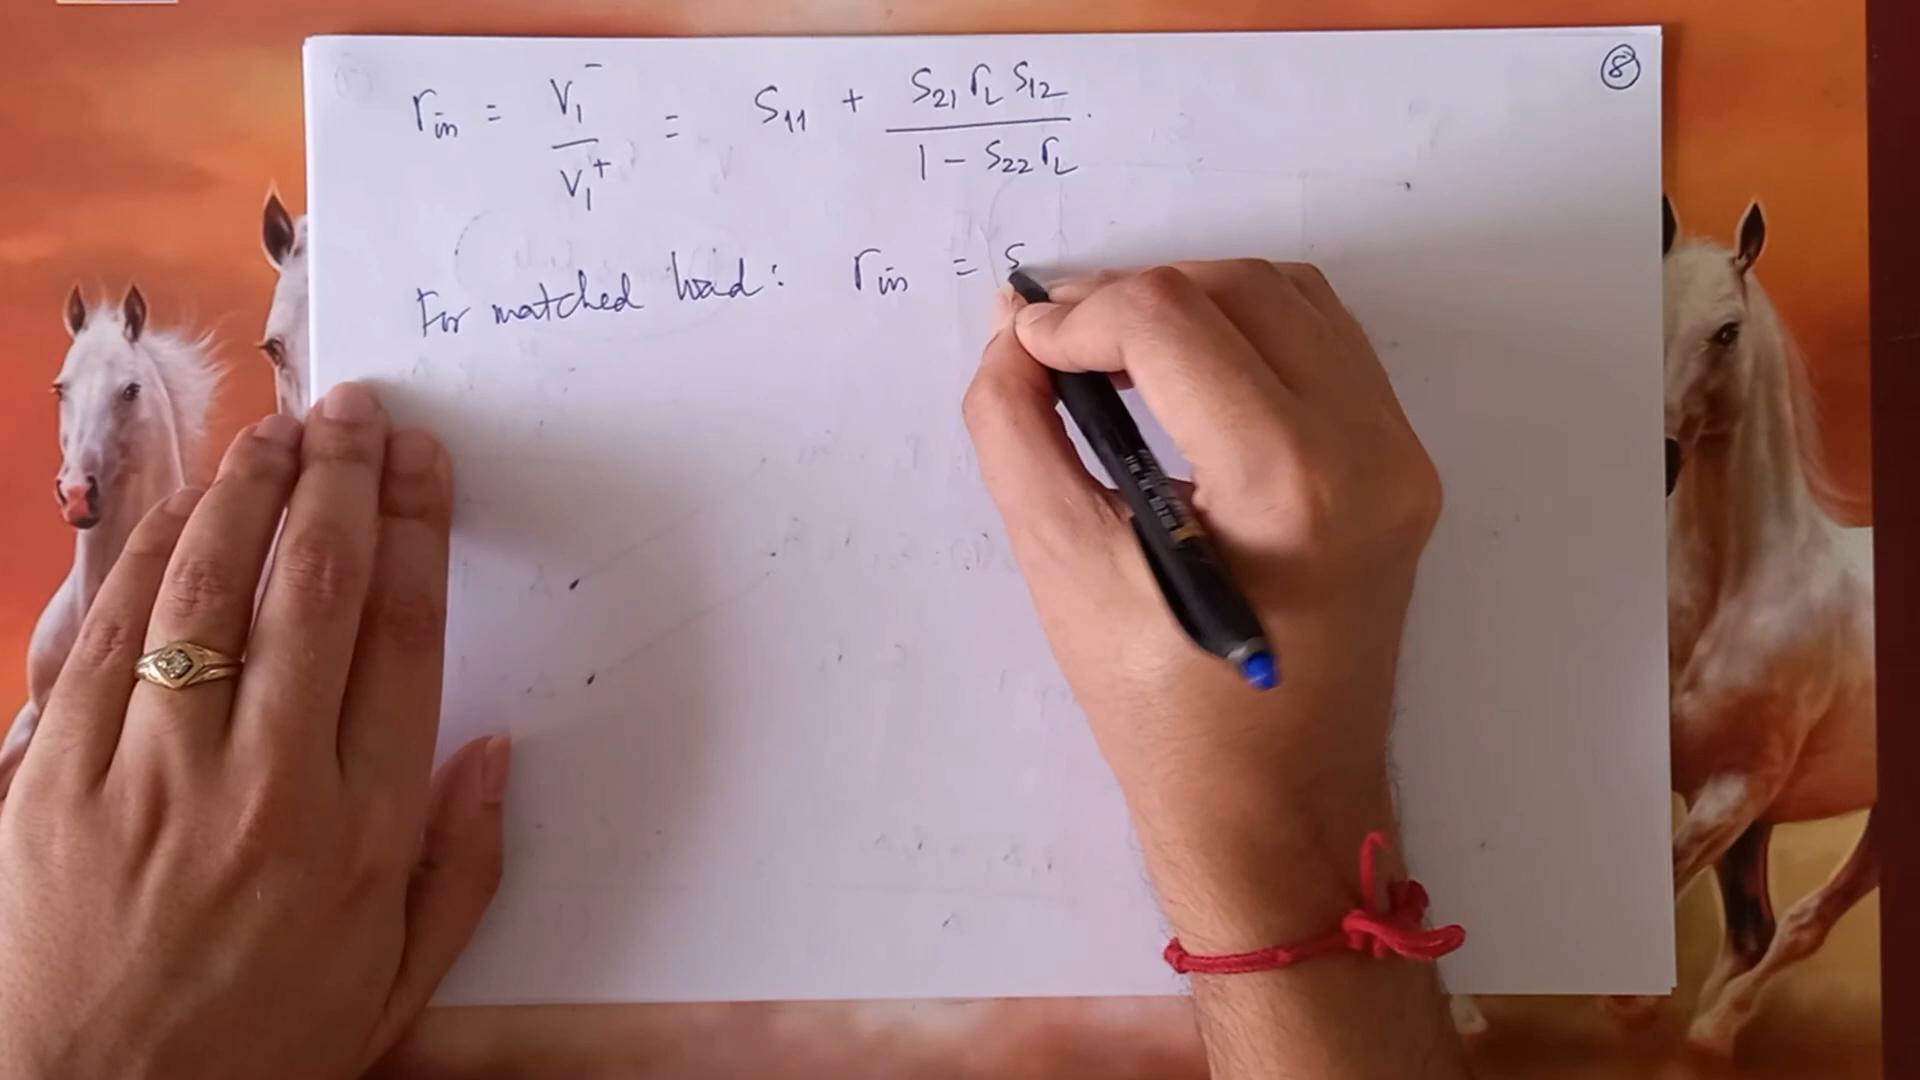 ⑧
Γin = V1⁻ / V1⁺ = S11 + S21 ΓL S12 / 1 - S22 ΓL .
For matched load : Γin = S